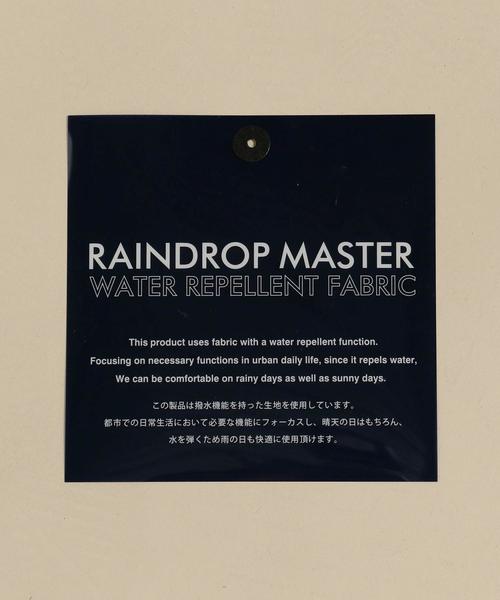 RAINDROP MASTER
WATER REPELLENT FABRIC
This product uses fabric with a water repellent function.
Focusing on necessary functions in urban daily life, since it repels water,
We can be comfortable on rainy days as well as sunny days.
この製品は撥水機能を持った生地を使用しています。
都市での日常生活において必要な機能にフォーカスし、晴天の日はもちろん、
水を弾くため雨の日も快適に使用頂けます。